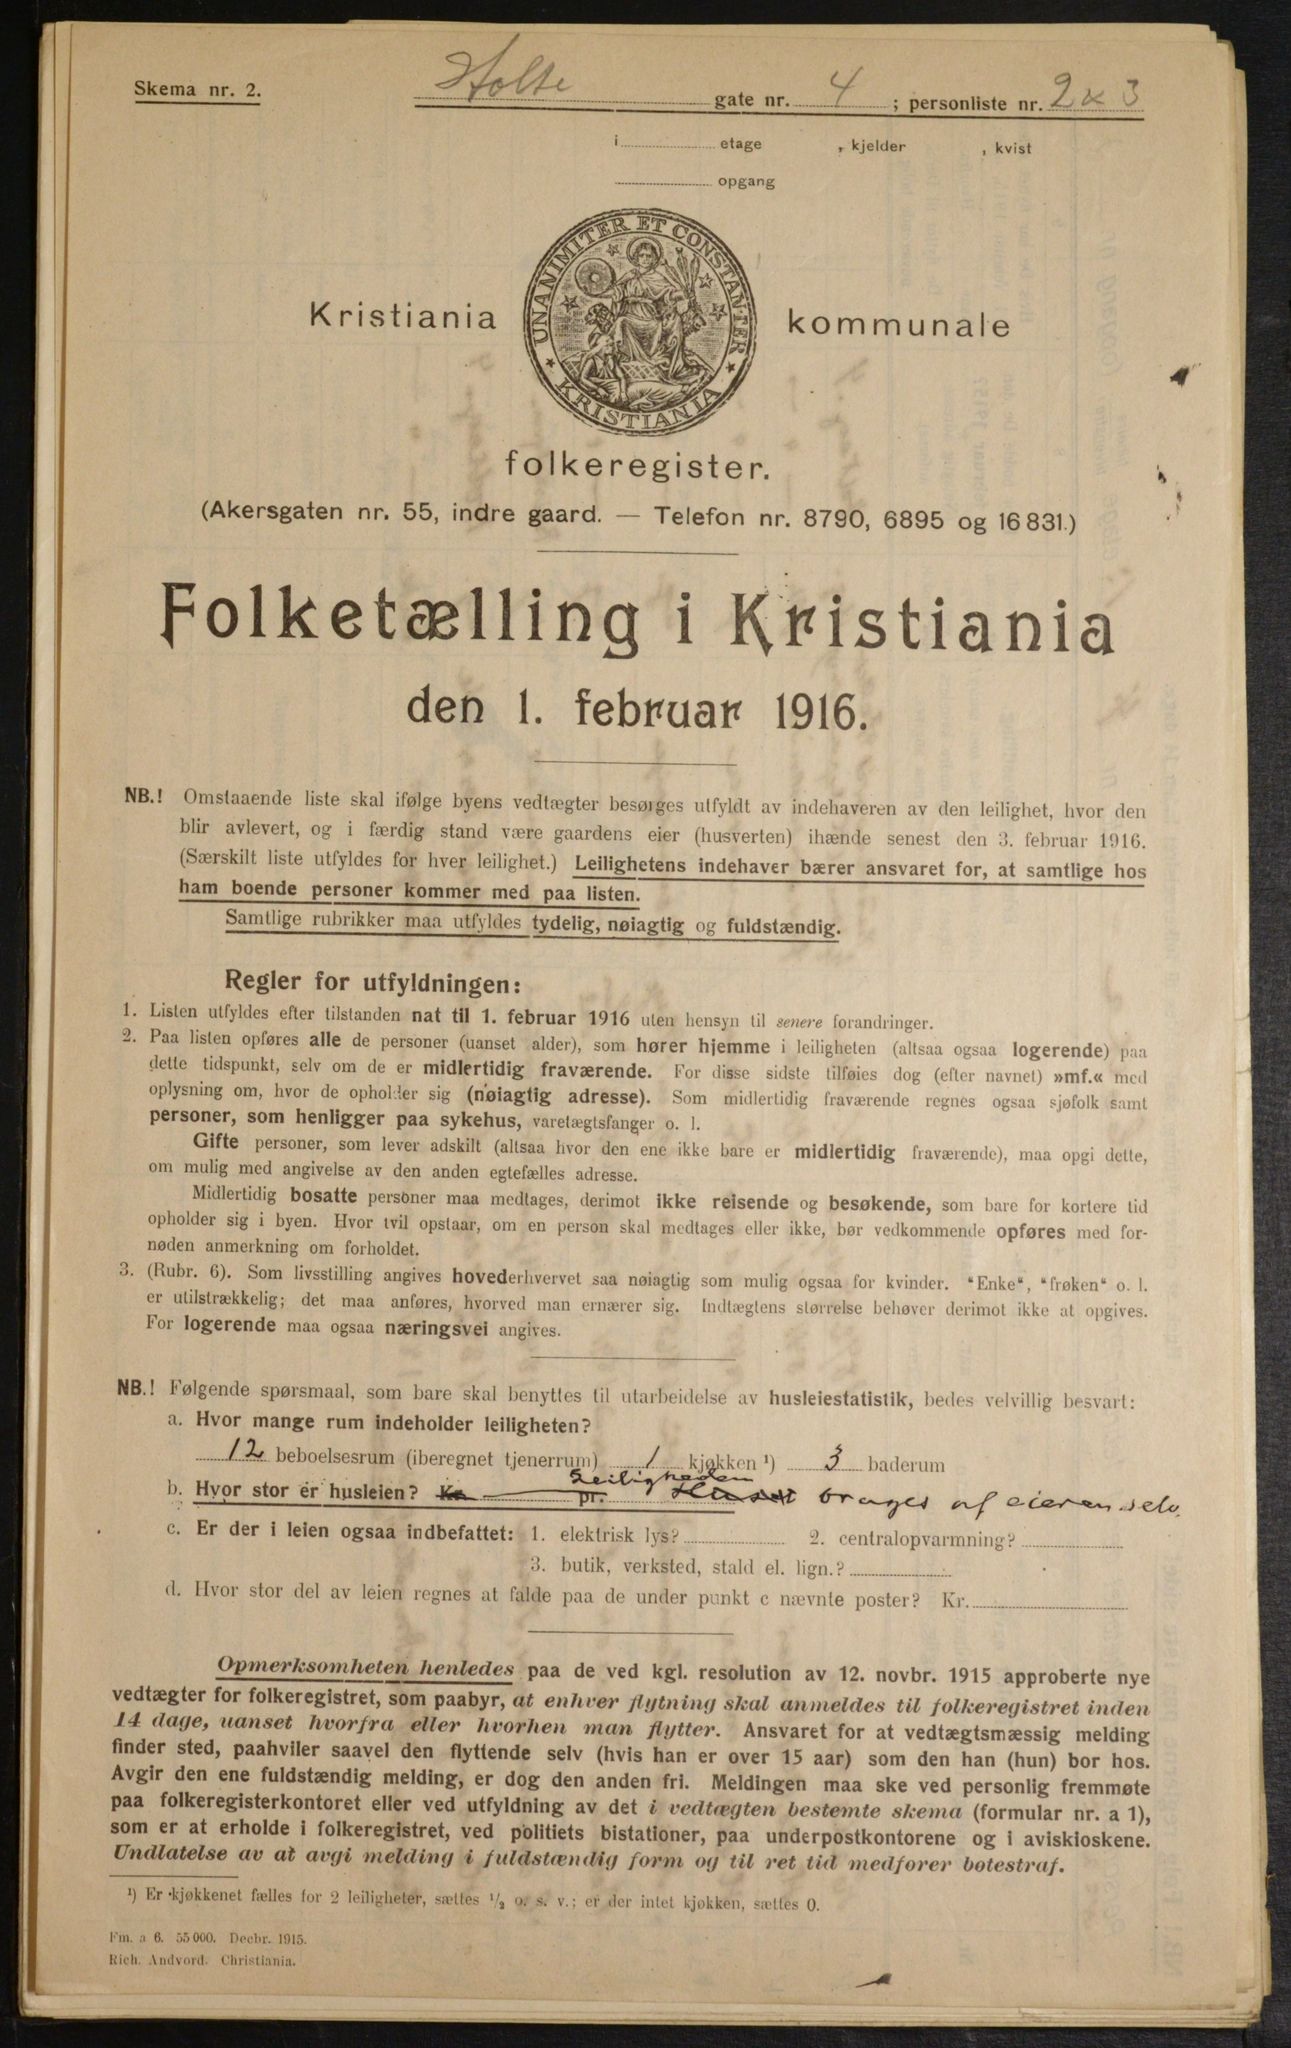 Skema nr. 2.
Holte gate nr. 4 ; personliste nr. 2 x 3
i etage , kjelder , kvist
opgang
UNANIMITER ET CONSTANTER
KRISTIANIA
Kristiania kommunale
folkeregister.
(Akersgaten nr. 55, indre gaard. — Telefon nr. 8790, 6895 og 16 831.)
Folketælling i Kristiania
den 1. februar 1916.
NB.! Omstaaende liste skal ifølge byens vedtægter besørges utfyldt av indehaveren av den leilighet, hvor den
blir avlevert, og i færdig stand være gaardens eier (husverten) ihænde senest den 3. februar 1916.
(Særskilt liste utfyldes for hver leilighet.) Leilighetens indehaver bærer ansvaret for, at samtlige hos
ham boende personer kommer med paa listen.
Samtlige rubrikker maa utfyldes tydelig, nøiagtig og fuldstændig.
Regler for utfyldningen:
1. Listen utfyldes efter tilstanden nat til 1. februar 1916 uten hensyn til senere forandringer.
2. Paa listen opføres alle de personer (uanset alder), som hører hjemme i leiligheten (altsaa ogsaa logerende) paa
dette tidspunkt, selv om de er midlertidig fraværende. For disse sidste tilføies dog (efter navnet) »mf.« med
oplysning om, hvor de opholder sig (nøiagtig adresse). Som midlertidig fraværende regnes ogsaa sjøfolk samt
personer, som henligger paa sykehus, varetægtsfanger o. l.
Gifte personer, som lever adskilt (altsaa hvor den ene ikke bare er midlertidig fraværende), maa opgi dette,
om mulig med angivelse av den anden egtefælles adresse.
Midlertidig bosatte personer maa medtages, derimot ikke reisende og besøkende, som bare for kortere tid
opholder sig i byen. Hvor tvil opstaar, om en person skal medtages eller ikke, bør vedkommende opføres med for-
nøden anmerkning om forholdet.
3. (Rubr. 6). Som livsstilling angives hovederhvervet saa nøiagtig som mulig ogsaa for kvinder. "Enke", "frøken" o. l.
er utilstrækkelig; det maa anføres, hvorved man ernærer sig. Indtægtens størrelse behøver derimot ikke at opgives.
For logerende maa ogsaa næringsvei angives.
NB.! Følgende spørsmaal, som bare skal benyttes til utarbeidelse av husleiestatistik, bedes velvillig besvart:
a. Hvor mange rum indeholder leiligheten?
12 beboelsesrum (iberegnet tjenerrum) 1 kjøkken ¹) 3 baderum
Leiligheden
b. Hvor stor er husleien? Kr. pr. Huset bruges af eieren selv.
c. Er der i leien ogsaa indbefattet: 1. elektrisk lys? 2. centralopvarmning?
3. butik, verksted, stald el. lign.?
d. Hvor stor del av leien regnes at falde paa de under punkt c nævnte poster? Kr.
Opmerksomheten henledes paa de ved kgl. resolution av 12. novbr. 1915 approberte nye
vedtægter for folkeregistret, som paabyr, at enhver flytning skal anmeldes til folkeregistret inden
14 dage, uanset hvorfra eller hvorhen man flytter. Ansvaret for at vedtægtsmæssig melding
finder sted, paahviler saavel den flyttende selv (hvis han er over 15 aar) som den han (hun) bor hos.
Avgir den ene fuldstændig melding, er dog den anden fri. Meldingen maa ske ved personlig fremmøte
paa folkeregisterkontoret eller ved utfyldning av det i vedtægten bestemte skema (formular nr. a 1),
som er at erholde i folkeregistret, ved politiets bistationer, paa underpostkontorene og i aviskioskene.
Undlatelse av at avgi melding i fuldstændig form og til ret tid medfører bøtestraf.
¹) Er kjøkkenet fælles for 2 leiligheter, sættes ½ o. s. v.; er der intet kjøkken, sættes 0.
Fm. a 6. 55 000. Decbr. 1915.
Rich. Andvord. Christiania.